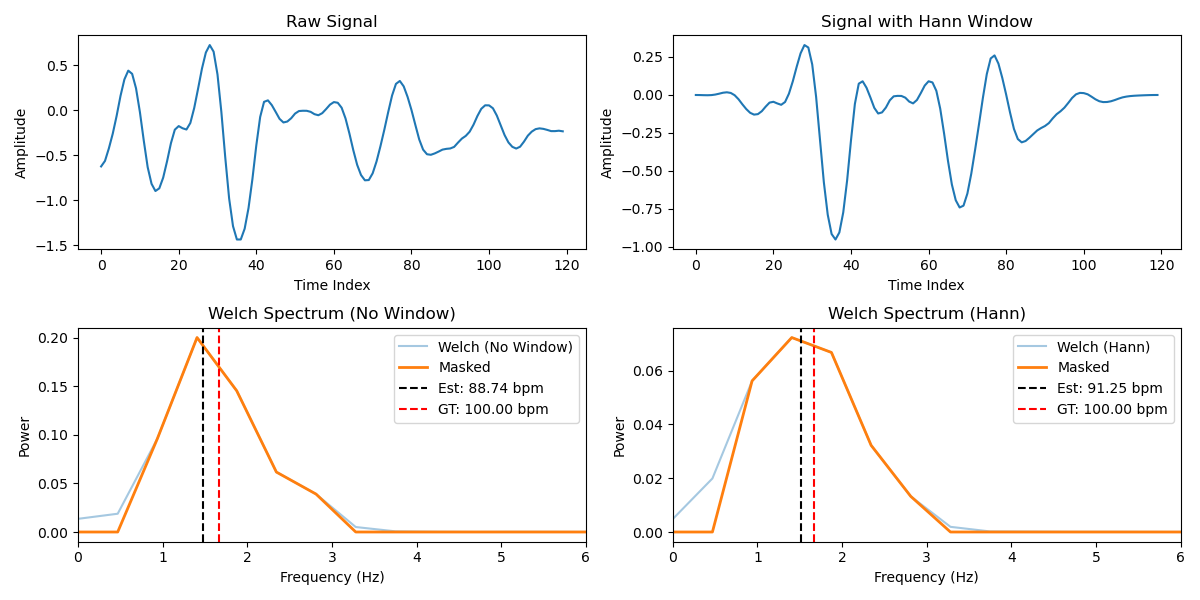 Raw Signal
Amplitude
0.5
0.0
−0.5
−1.0
−1.5
0 20 40 60 80 100 120
Time Index
Signal with Hann Window
Amplitude
0.25
0.00
−0.25
−0.50
−0.75
−1.00
0 20 40 60 80 100 120
Time Index
Welch Spectrum (No Window)
Power
0.20
0.15
0.10
0.05
0.00
Welch (No Window)
Masked
Est: 88.74 bpm
GT: 100.00 bpm
0 1 2 3 4 5 6
Frequency (Hz)
Welch Spectrum (Hann)
Power
0.06
0.04
0.02
0.00
Welch (Hann)
Masked
Est: 91.25 bpm
GT: 100.00 bpm
0 1 2 3 4 5 6
Frequency (Hz)